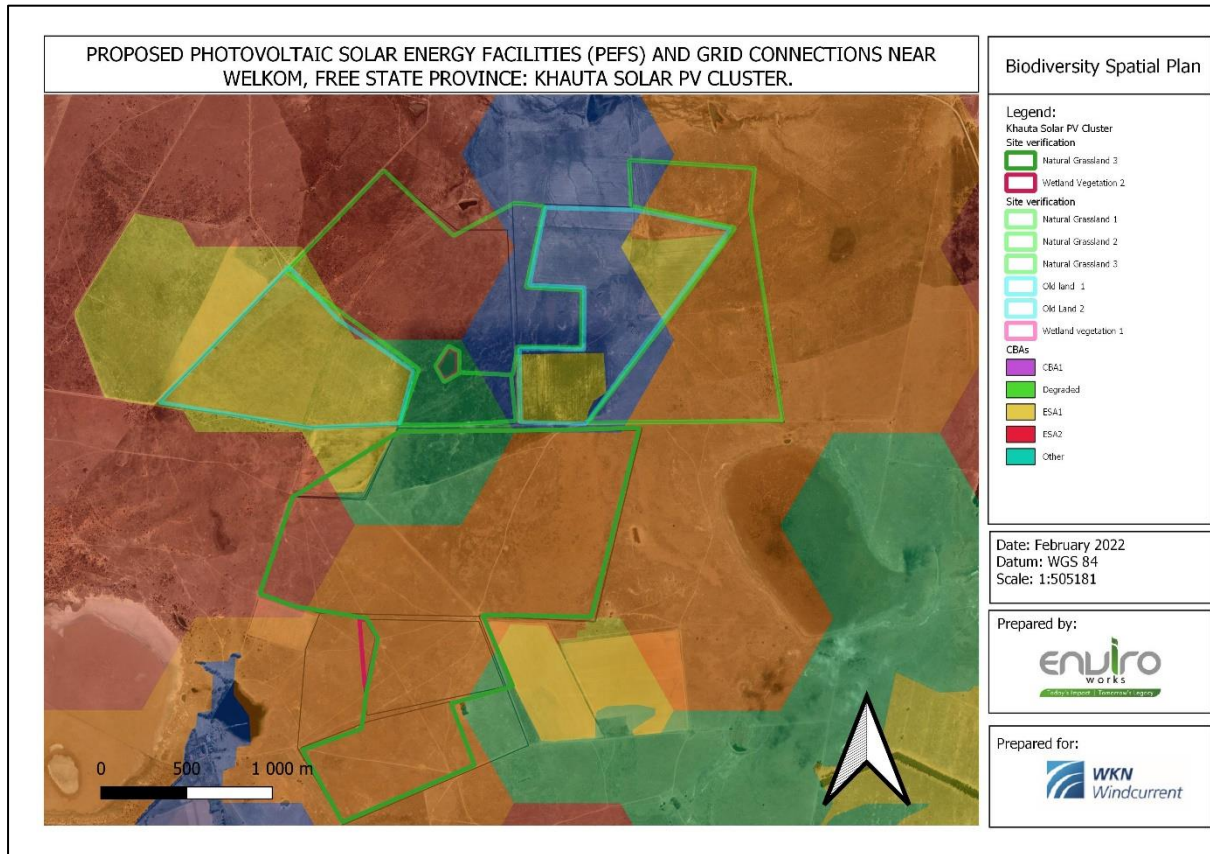 PROPOSED PHOTOVOLTAIC SOLAR ENERGY FACILITIES (PEFS) AND GRID CONNECTIONS NEAR
WELKOM, FREE STATE PROVINCE: KHAUTA SOLAR PV CLUSTER.
0 500 1 000 m
Biodiversity Spatial Plan
Legend:
Khauta Solar PV Cluster
Site verification
Natural Grassland 3
Wetland Vegetation 2
Site verification
Natural Grassland 1
Natural Grassland 2
Natural Grassland 3
Old land 1
Old Land 2
Wetland vegetation 1
CBAs
CBA1
Degraded
ESA1
ESA2
Other
Date: February 2022
Datum: WGS 84
Scale: 1:505181
Prepared by:
enviro
works
Today's Impact | Tomorrow's Legacy
Prepared for:
WKN
Windcurrent